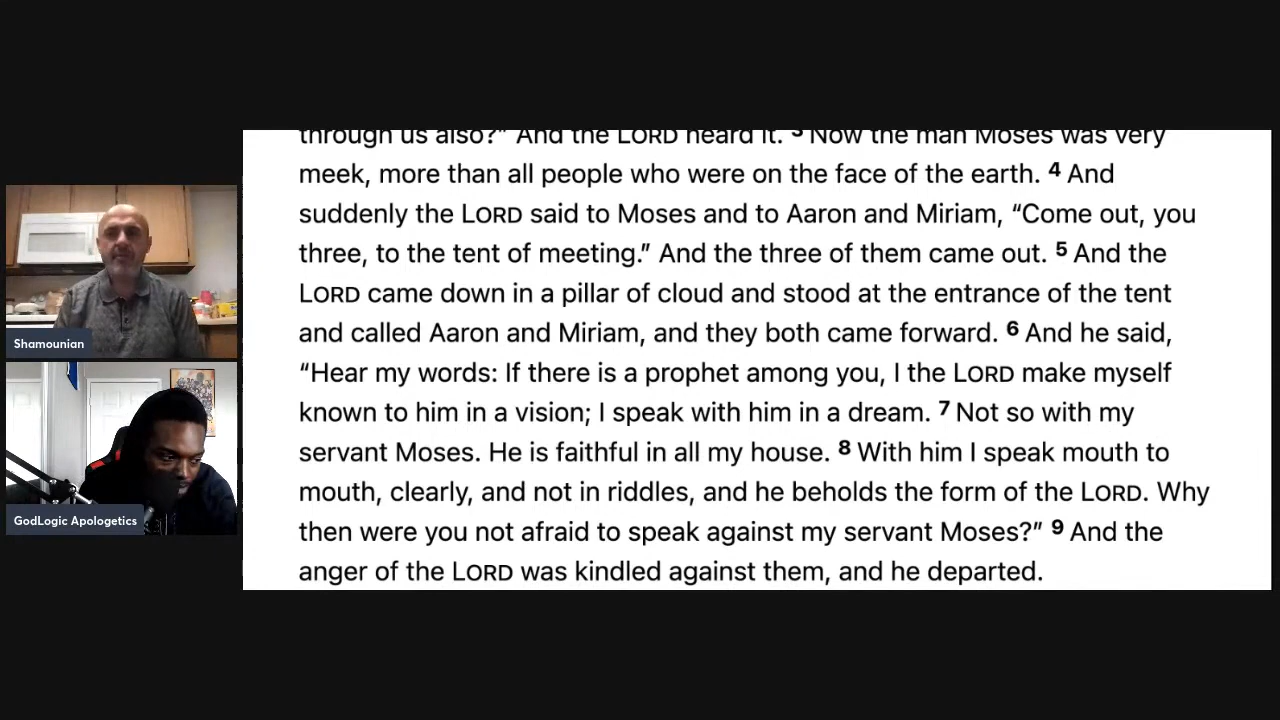 through us also?” And the LORD heard it. 3 Now the man Moses was very
meek, more than all people who were on the face of the earth. 4 And
suddenly the LORD said to Moses and to Aaron and Miriam, “Come out, you
three, to the tent of meeting.” And the three of them came out. 5 And the
LORD came down in a pillar of cloud and stood at the entrance of the tent
and called Aaron and Miriam, and they both came forward. 6 And he said,
“Hear my words: If there is a prophet among you, I the LORD make myself
known to him in a vision; I speak with him in a dream. 7 Not so with my
servant Moses. He is faithful in all my house. 8 With him I speak mouth to
mouth, clearly, and not in riddles, and he beholds the form of the LORD. Why
then were you not afraid to speak against my servant Moses?” 9 And the
anger of the LORD was kindled against them, and he departed.
Shamounian
GodLogic Apologetics